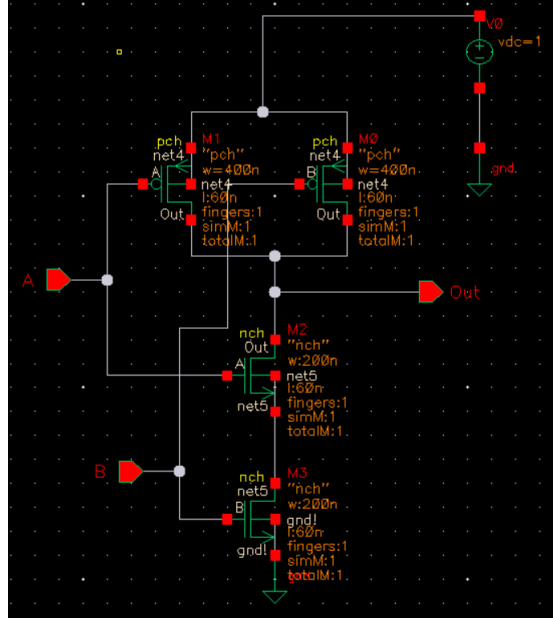 V0
vdc=1
gnd
pch
M1
"pch"
net4
w=400n
A
net4
l:60n
fingers:1
Out
simM:1
totalM:1
pch
M0
"pch"
net4
w=400n
B
net4
l:60n
fingers:1
Out
simM:1
totalM:1
A
Out
nch
M2
Out
"nch"
w:200n
A
net5
l:60n
net5
fingers:1
simM:1
totalM:1
B
nch
M3
net5
"nch"
w:200n
B
gnd!
l:60n
fingers:1
gnd!
simM:1
totalM:1